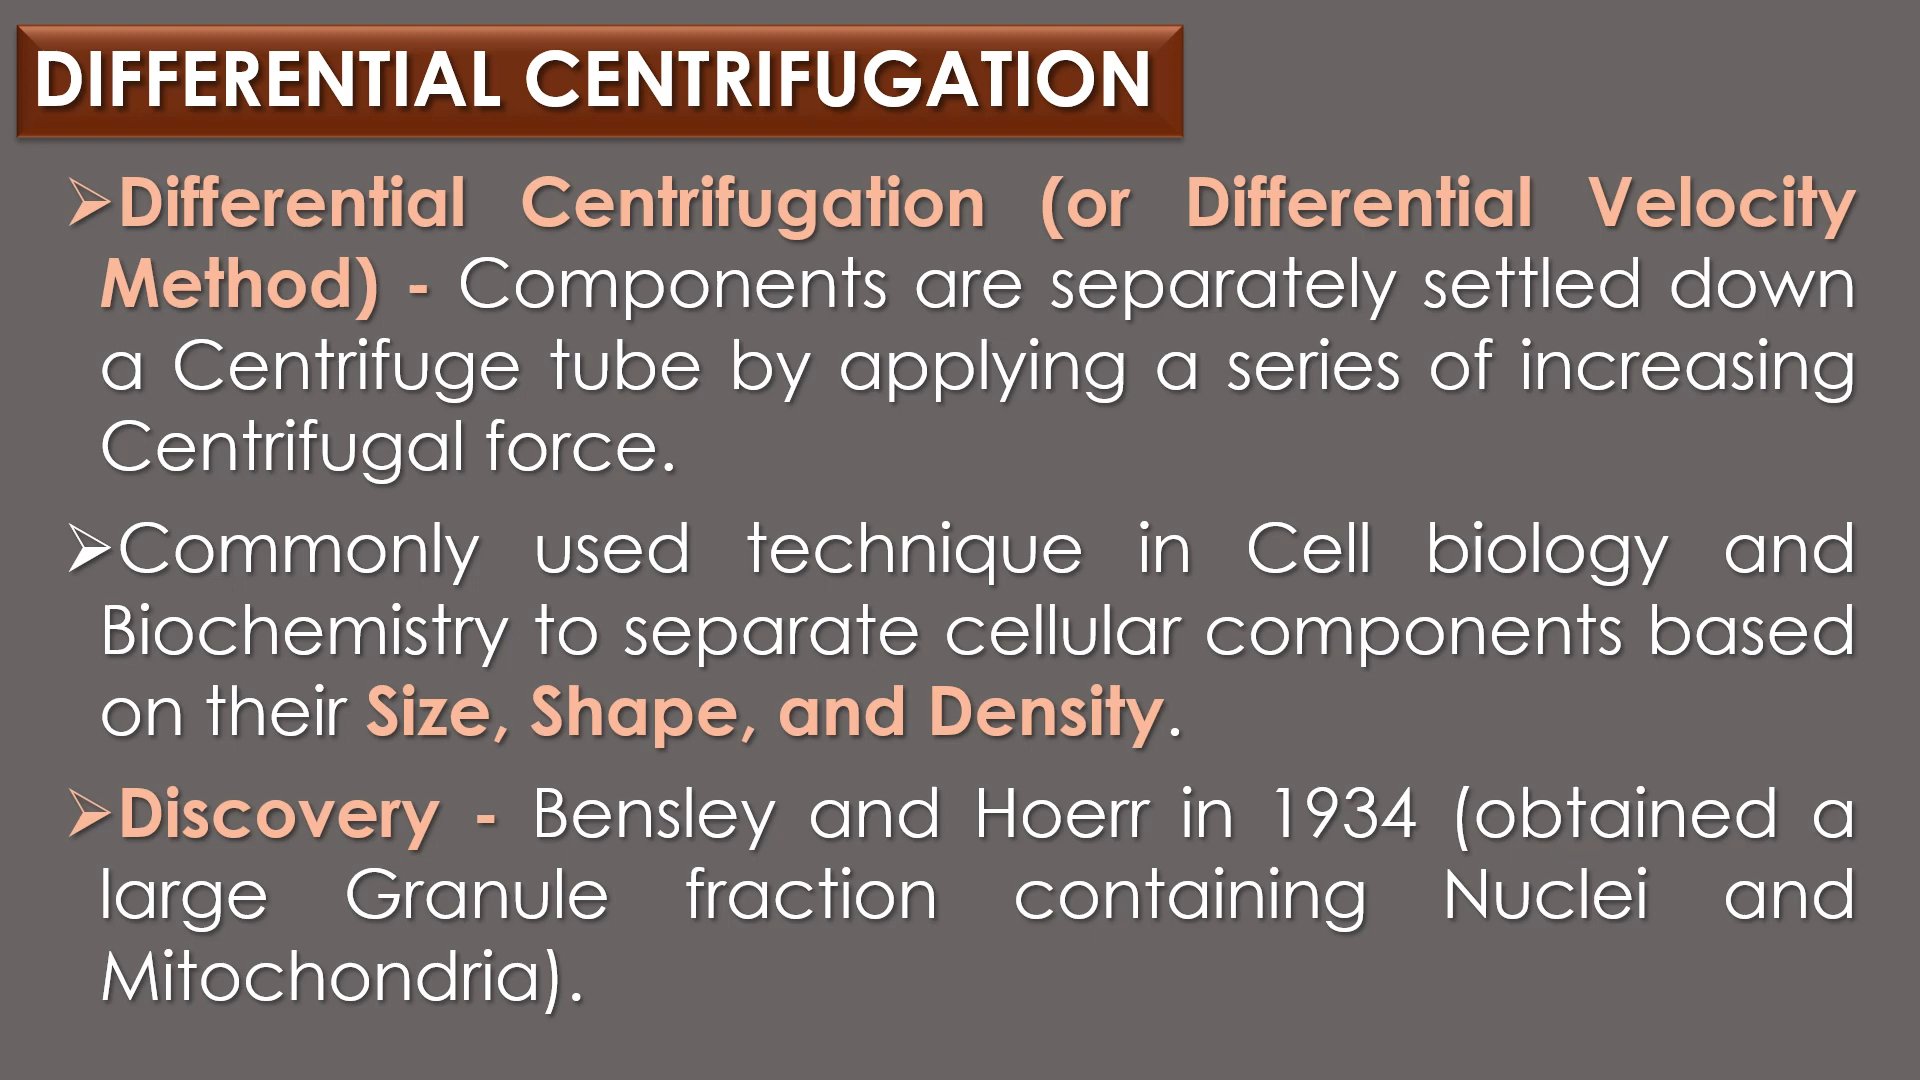 DIFFERENTIAL CENTRIFUGATION
➢Differential Centrifugation (or Differential Velocity
Method) - Components are separately settled down
a Centrifuge tube by applying a series of increasing
Centrifugal force.
➢Commonly used technique in Cell biology and
Biochemistry to separate cellular components based
on their Size, Shape, and Density.
➢Discovery - Bensley and Hoerr in 1934 (obtained a
large Granule fraction containing Nuclei and
Mitochondria).